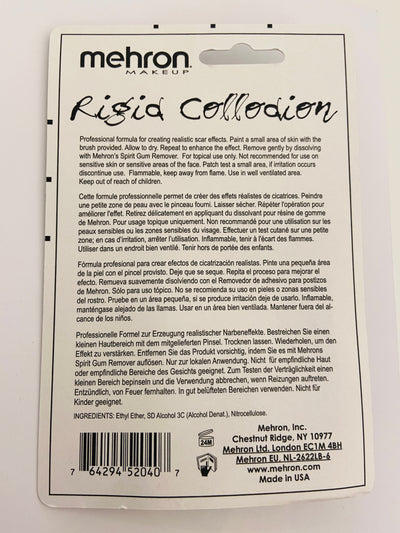 mehron
MAKEUP
Rigid Collodion
Professional formula for creating realistic scar effects. Paint a small area of skin with the
brush provided. Allow to dry. Repeat to enhance the effect. Remove gently by dissolving
with Mehron's Spirit Gum Remover. For topical use only. Not recommended for use on
sensitive skin or sensitive areas of the face. Patch test a small area, if irritation occurs
discontinue use. Flammable, keep away from flame. Use in well ventilated area.
Keep out of reach of children.
Cette formule professionnelle permet de créer des effets réalistes de cicatrices. Peindre
une petite zone de peau avec le pinceau fourni. Laisser sécher. Répéter l'opération pour
améliorer l'effet. Retirez délicatement en appliquant du dissolvant pour résine de gomme
de Mehron. Pour usage topique uniquement. Non recommandé pour une utilisation sur les
peaux sensibles ou les zones sensibles du visage. Effectuer un test cutané sur une petite
zone; en cas d'irritation, arrêter l'utilisation. Inflammable, tenir à l'écart des flammes.
Utiliser dans un endroit bien ventilé. Tenir hors de portée des enfants.
Fórmula profesional para crear efectos de cicatrización realistas. Pinte una pequeña área
de la piel con el pincel provisto. Deje que se seque. Repita el proceso para mejorar el
efecto. Remueva suavemente disolviendo con el Removedor de adhesivo para postizos
de Mehron. Sólo para uso tópico. No se recomienda su uso en pieles o zonas sensibles
del rostro. Pruebe en un área pequeña, si se produce irritación deje de usarlo. Inflamable,
manténgase alejado de las llamas. Usar en un área bien ventilada. Mantener fuera del al-
cance de los niños.
Professionelle Formel zur Erzeugung realistischer Narbeneffekte. Bestreichen Sie einen
kleinen Hautbereich mit dem mitgelieferten Pinsel. Trocknen lassen. Wiederholen, um den
Effekt zu verstärken. Entfernen Sie das Produkt vorsichtig, indem Sie es mit Mehrons
Spirit Gum Remover auflösen. Nur zur lokalen Anwendung. Nicht für empfindliche Haut
oder empfindliche Bereiche des Gesichts geeignet. Zum Testen der Verträglichkeit einen
kleinen Bereich bepinseln und die Verwendung abbrechen, wenn Reizungen auftreten.
Entzündlich, von Feuer fernhalten. In gut belüfteten Bereichen verwenden. Nicht für
Kinder geeignet.
INGREDIENTS: Ethyl Ether, SD Alcohol 3C (Alcohol Denat.), Nitrocellulose.
7 64294 52040 7
24M
Mehron, Inc.
Chestnut Ridge, NY 10977
Mehron Ltd. London EC1M 4BH
Mehron EU. NL-2622LB-6
www.mehron.com
Made in USA